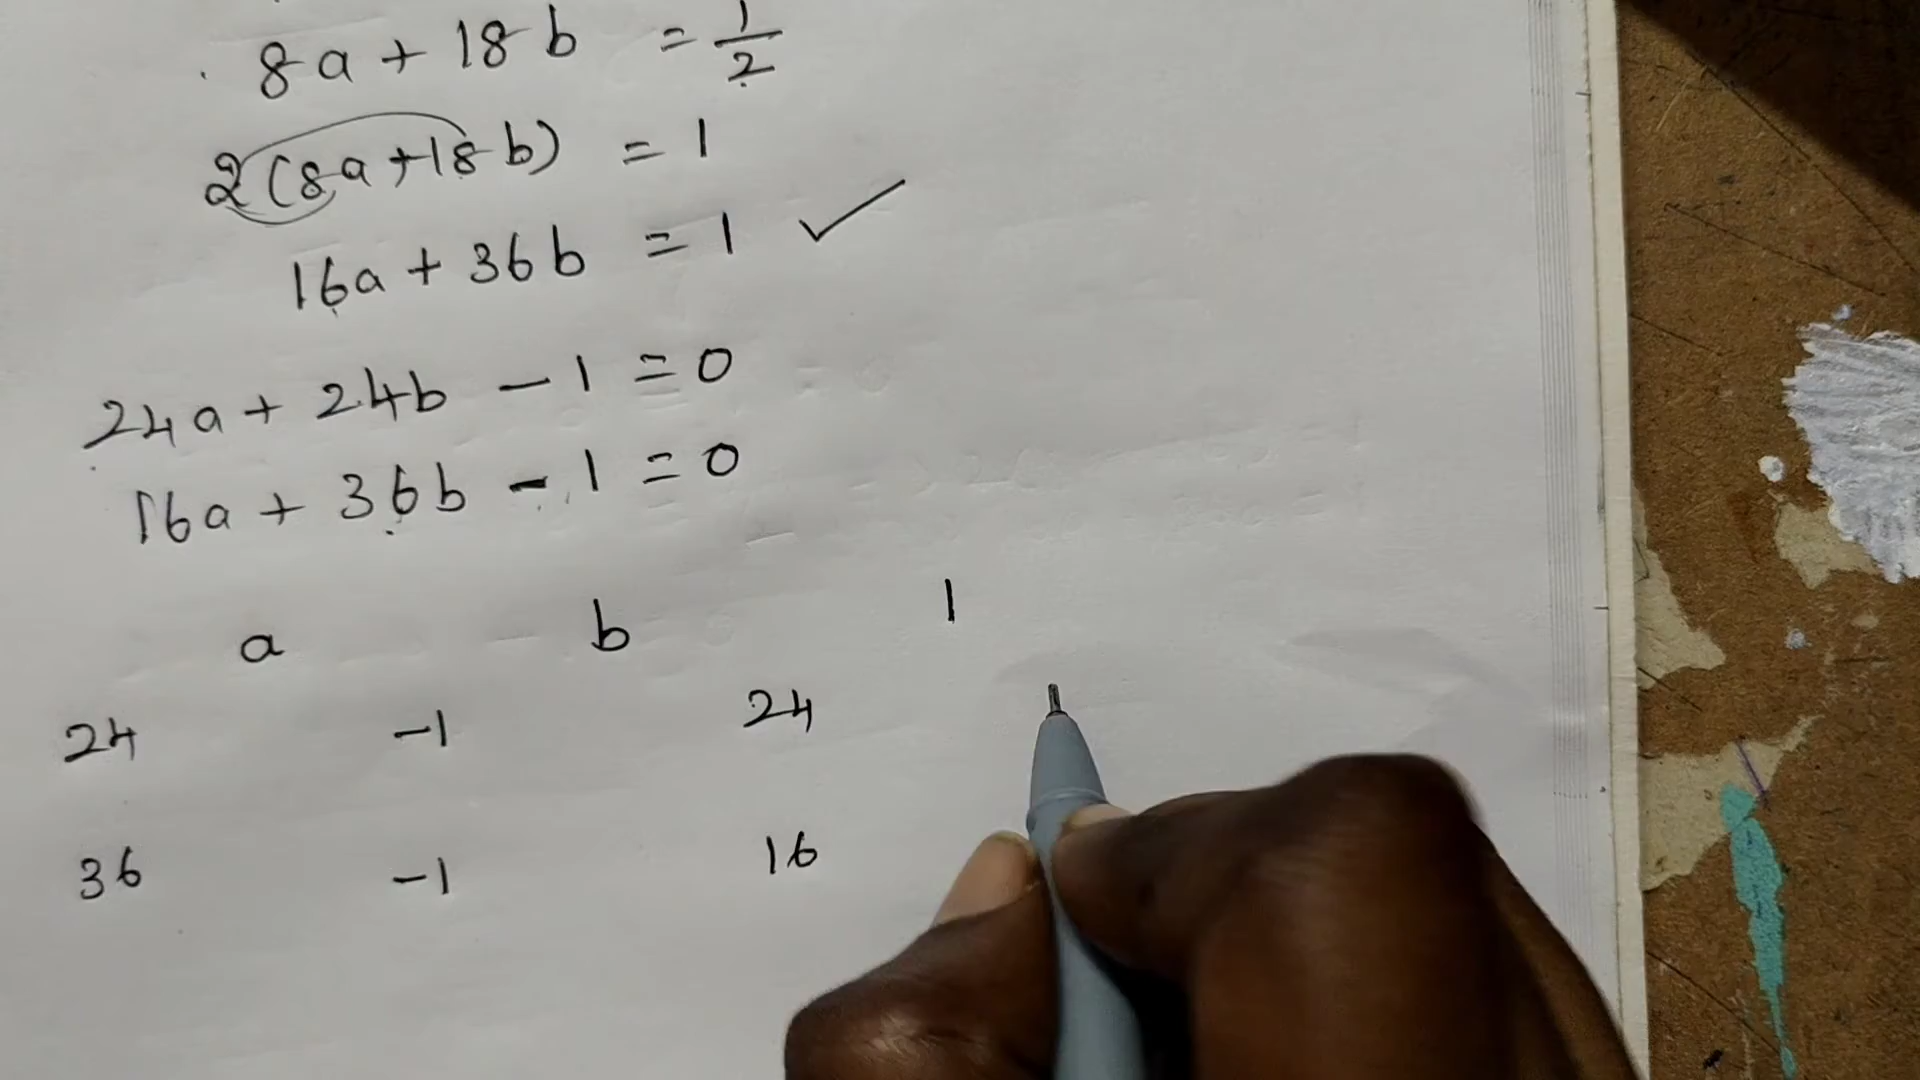 8a + 18b = 1/2
2(8a + 18b) = 1
16a + 36b = 1 ✓
24a + 24b - 1 = 0
16a + 36b - 1 = 0
a b 1
24 -1 24
36 -1 16